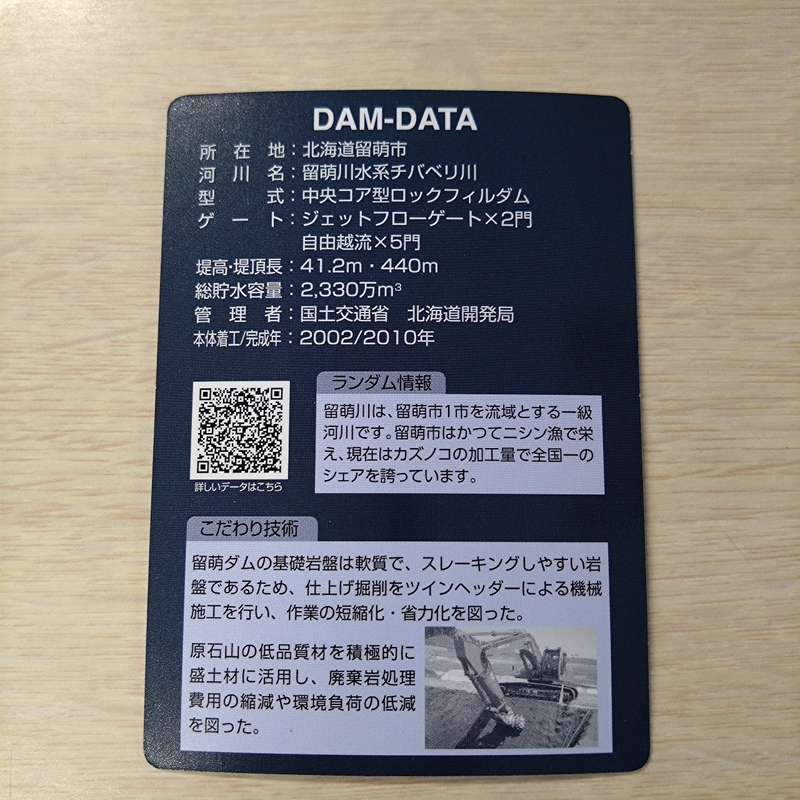 DAM-DATA
所在地：北海道留萌市
河川名：留萌川水系チバベリ川
型式：中央コア型ロックフィルダム
ゲート：ジェットフローゲート×2門
自由越流×5門
堤高・堤頂長：41.2m・440m
総貯水容量：2,330万m³
管理者：国土交通省　北海道開発局
本体着工/完成年：2002/2010年
ランダム情報
留萌川は、留萌市1市を流域とする一級
河川です。留萌市はかつてニシン漁で栄
え、現在はカズノコの加工量で全国一の
シェアを誇っています。
詳しいデータはこちら
こだわり技術
留萌ダムの基礎岩盤は軟質で、スレーキングしやすい岩
盤であるため、仕上げ掘削をツインヘッダーによる機械
施工を行い、作業の短縮化・省力化を図った。
原石山の低品質材を積極的に
盛土材に活用し、廃棄岩処理
費用の縮減や環境負荷の低減
を図った。